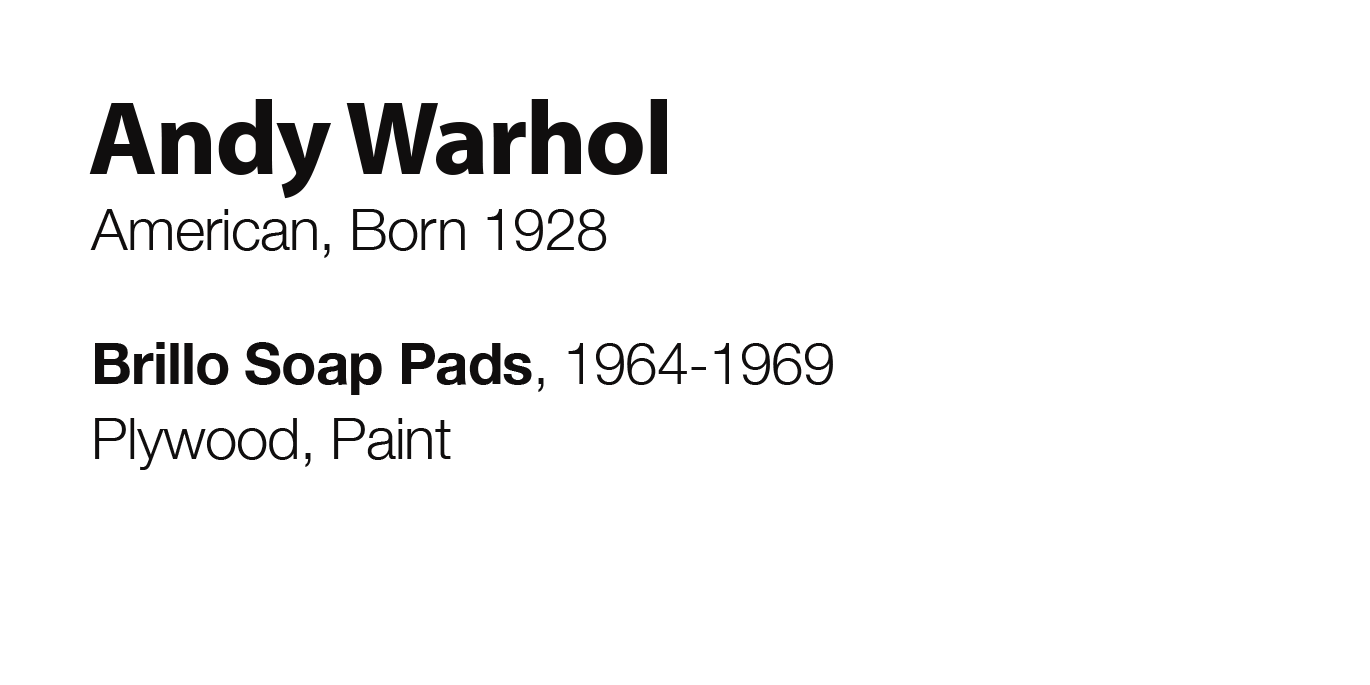 Andy Warhol
American, Born 1928
Brillo Soap Pads, 1964-1969
Plywood, Paint